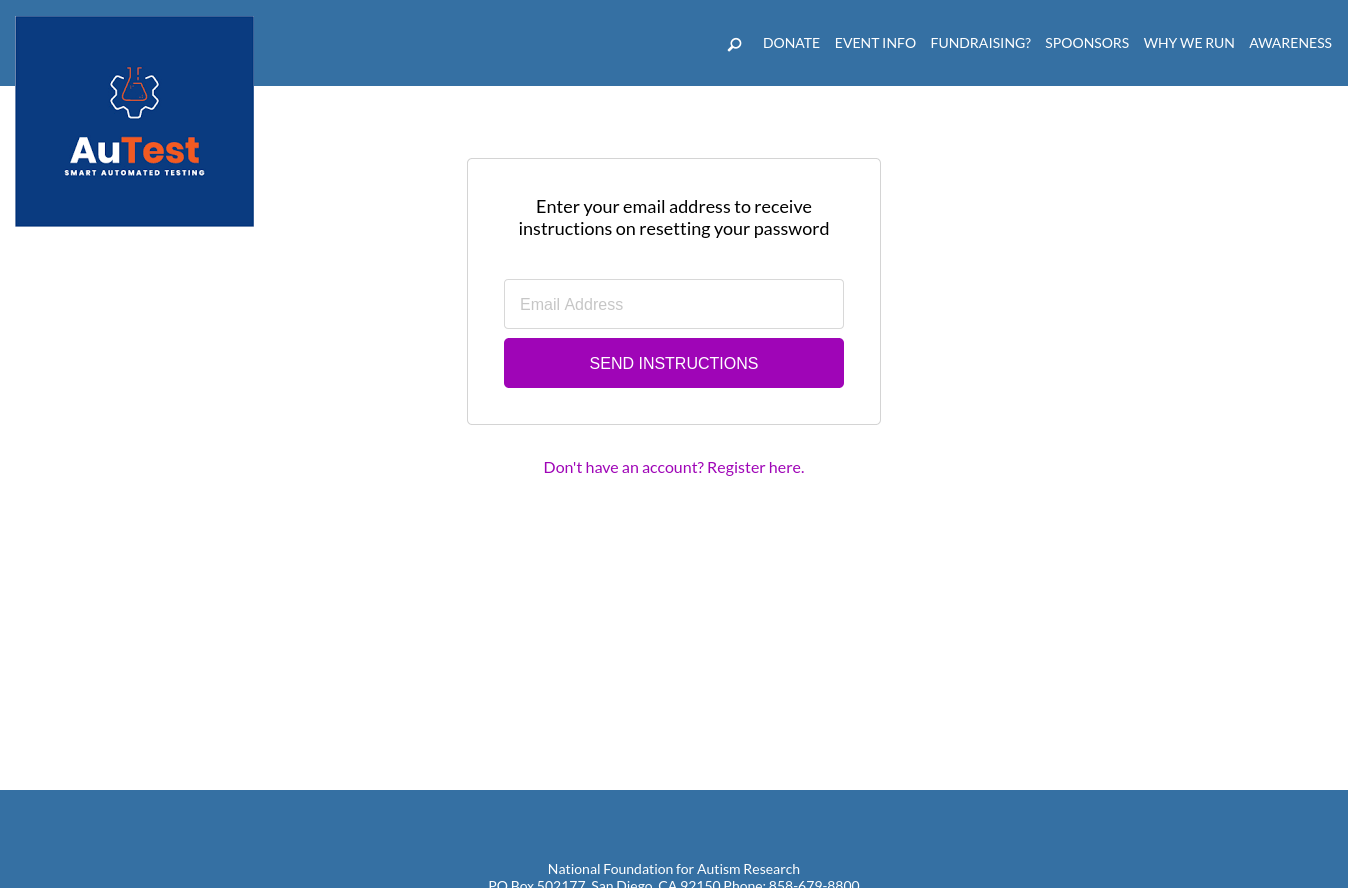 DONATE EVENT INFO FUNDRAISING? SPOONSORS WHY WE RUN AWARENESS
AuTest
SMART AUTOMATED TESTING
Enter your email address to receive
instructions on resetting your password
Email Address
SEND INSTRUCTIONS
Don't have an account? Register here.
National Foundation for Autism Research
PO Box 502177, San Diego, CA 92150 Phone: 858-679-8800